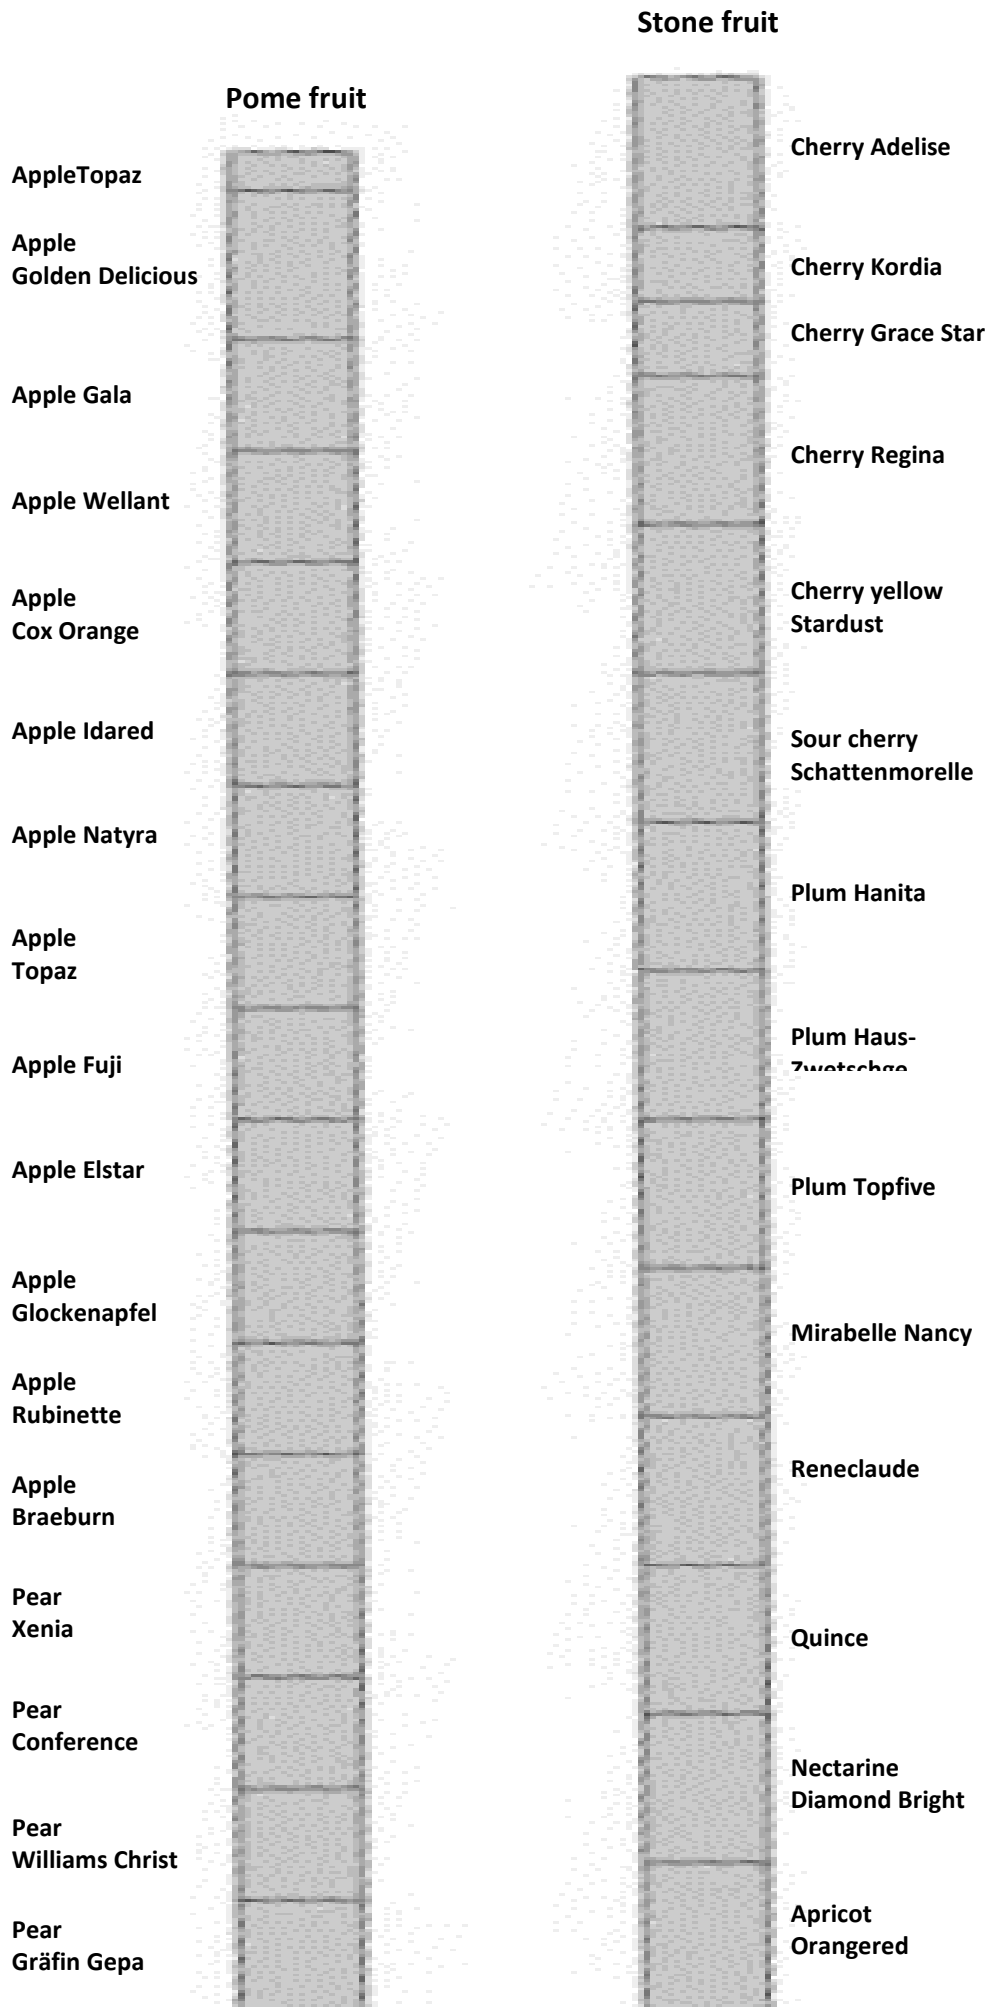 Stone fruit
Pome fruit
AppleTopaz
Apple
Golden Delicious
Apple Gala
Apple Wellant
Apple
Cox Orange
Apple Idared
Apple Natyra
Apple
Topaz
Apple Fuji
Apple Elstar
Apple
Glockenapfel
Apple
Rubinette
Apple
Braeburn
Pear
Xenia
Pear
Conference
Pear
Williams Christ
Pear
Gräfin Gepa
Cherry Adelise
Cherry Kordia
Cherry Grace Star
Cherry Regina
Cherry yellow
Stardust
Sour cherry
Schattenmorelle
Plum Hanita
Plum Haus-
Zwetschge
Plum Topfive
Mirabelle Nancy
Reneclaude
Quince
Nectarine
Diamond Bright
Apricot
Orangered